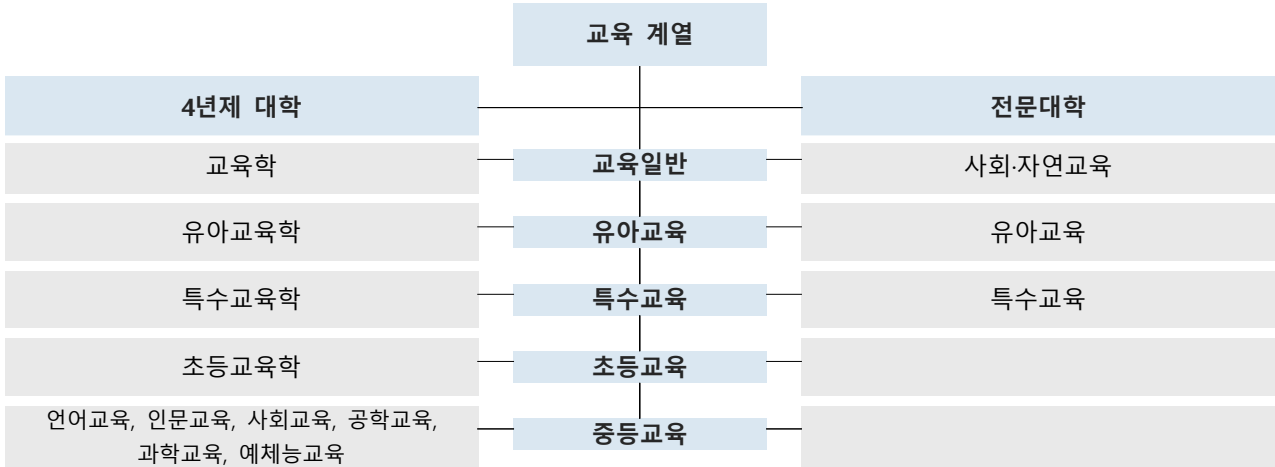 교육 계열
4년제 대학
전문대학
교육학
교육일반
사회·자연교육
유아교육학
유아교육
유아교육
특수교육학
특수교육
특수교육
초등교육학
초등교육
언어교육, 인문교육, 사회교육, 공학교육,
과학교육, 예체능교육
중등교육